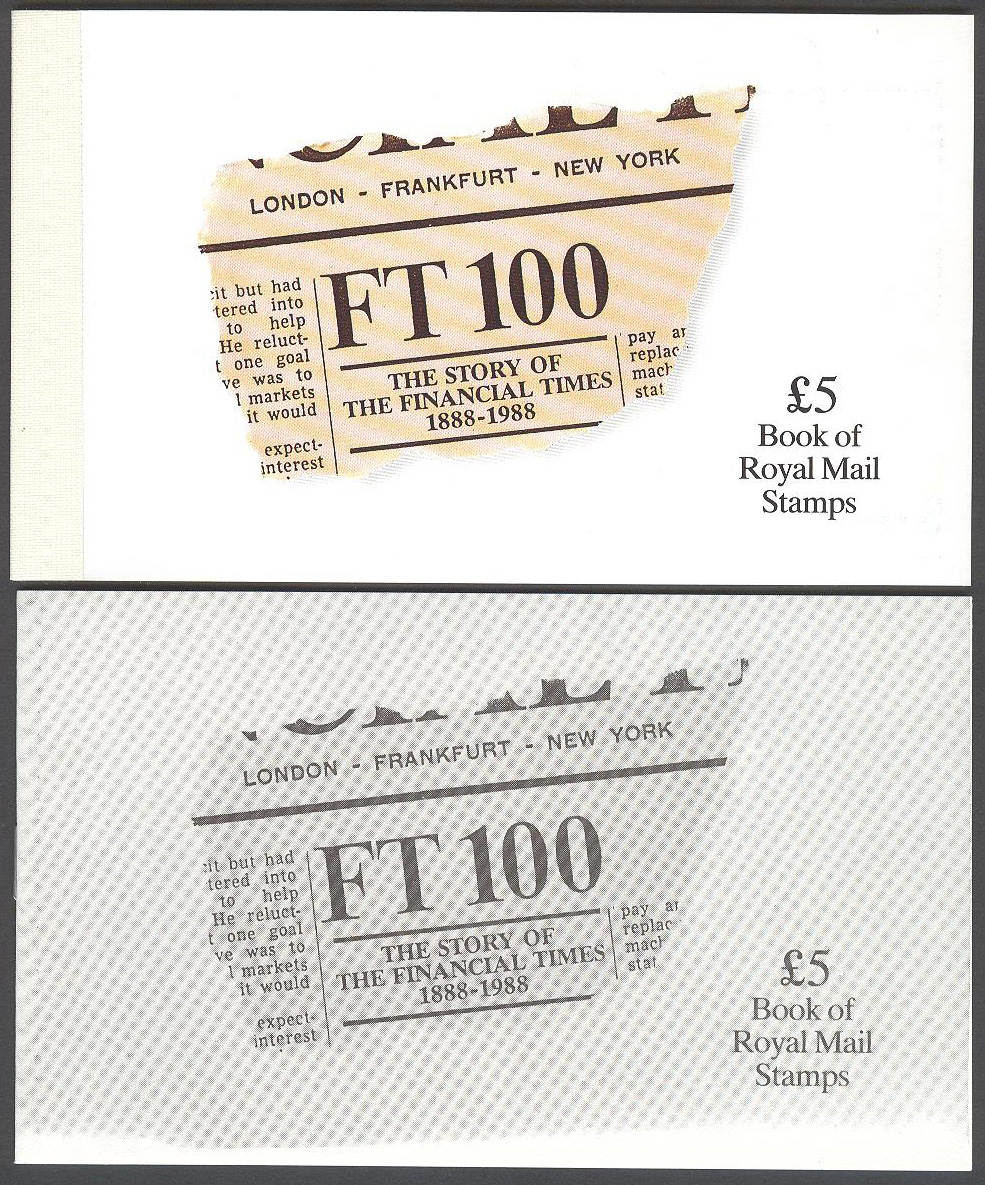 LONDON - FRANKFURT - NEW YORK
FT 100
THE STORY OF
THE FINANCIAL TIMES
1888-1988
it but had
tered into
to help
He reluct-
t one goal
ve was to
l markets
it would
expect-
interest
pay ar
replac
mach
stat
£5
Book of
Royal Mail
Stamps
LONDON - FRANKFURT - NEW YORK
FT 100
THE STORY OF
THE FINANCIAL TIMES
1888-1988
it but had
tered into
to help
He reluct-
t one goal
ve was to
l markets
it would
expect-
interest
pay ar
replac
mach
stat
£5
Book of
Royal Mail
Stamps